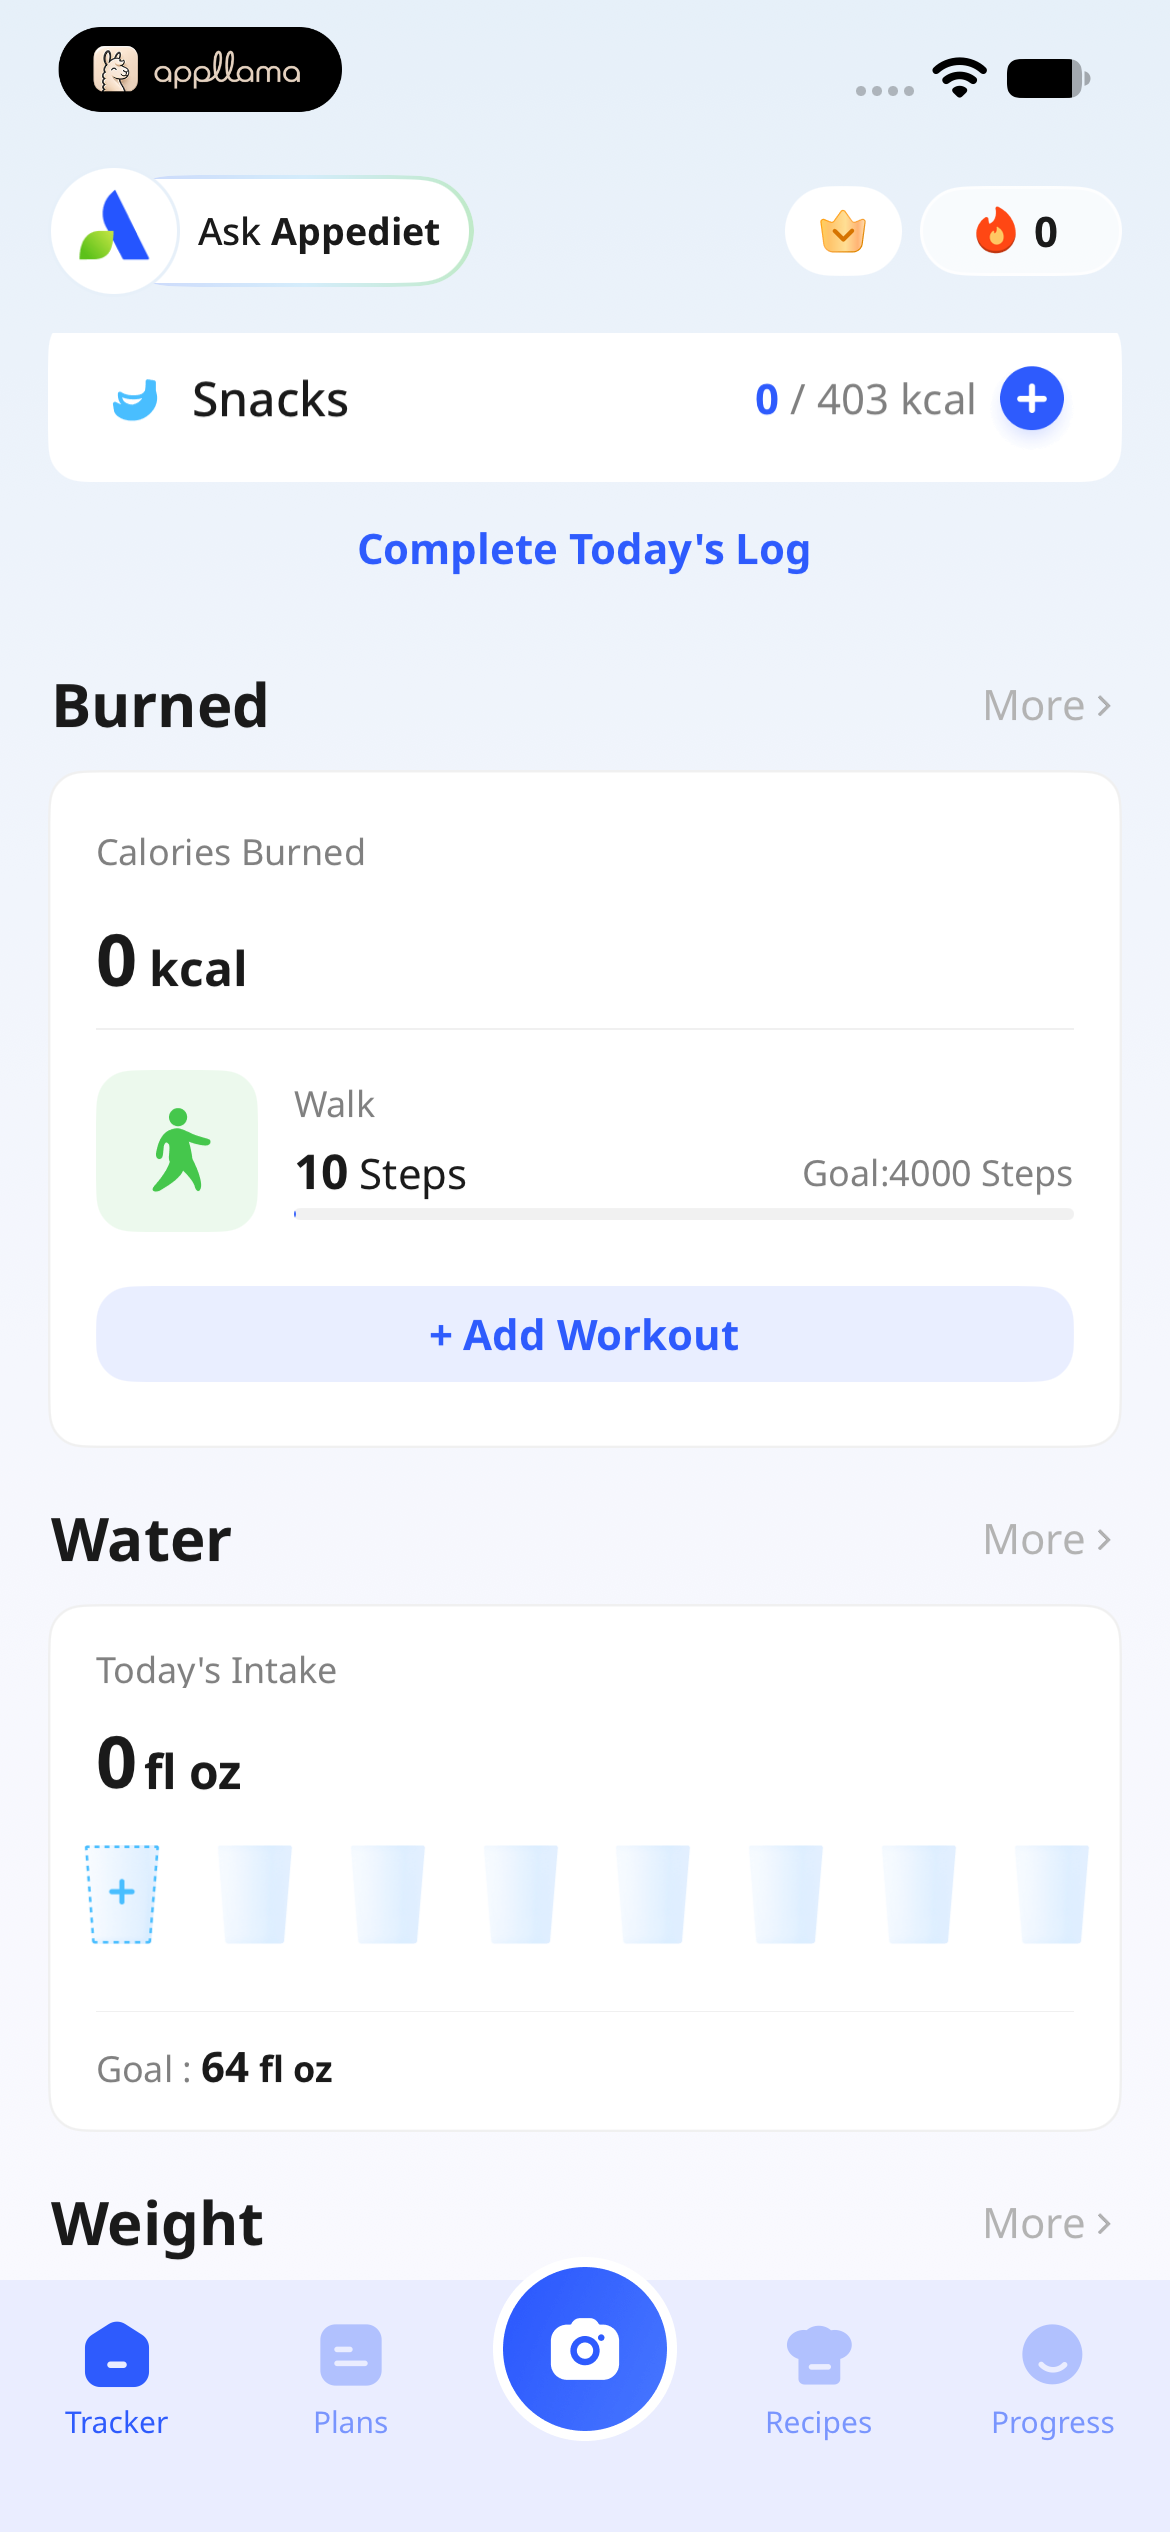 appllama
Ask Appediet
0
Snacks
0 / 403 kcal
Complete Today's Log
Burned
More
Calories Burned
0 kcal
Walk
10 Steps
Goal:4000 Steps
+ Add Workout
Water
More
Today's Intake
0 fl oz
Goal : 64 fl oz
Weight
More
Tracker
Plans
Recipes
Progress